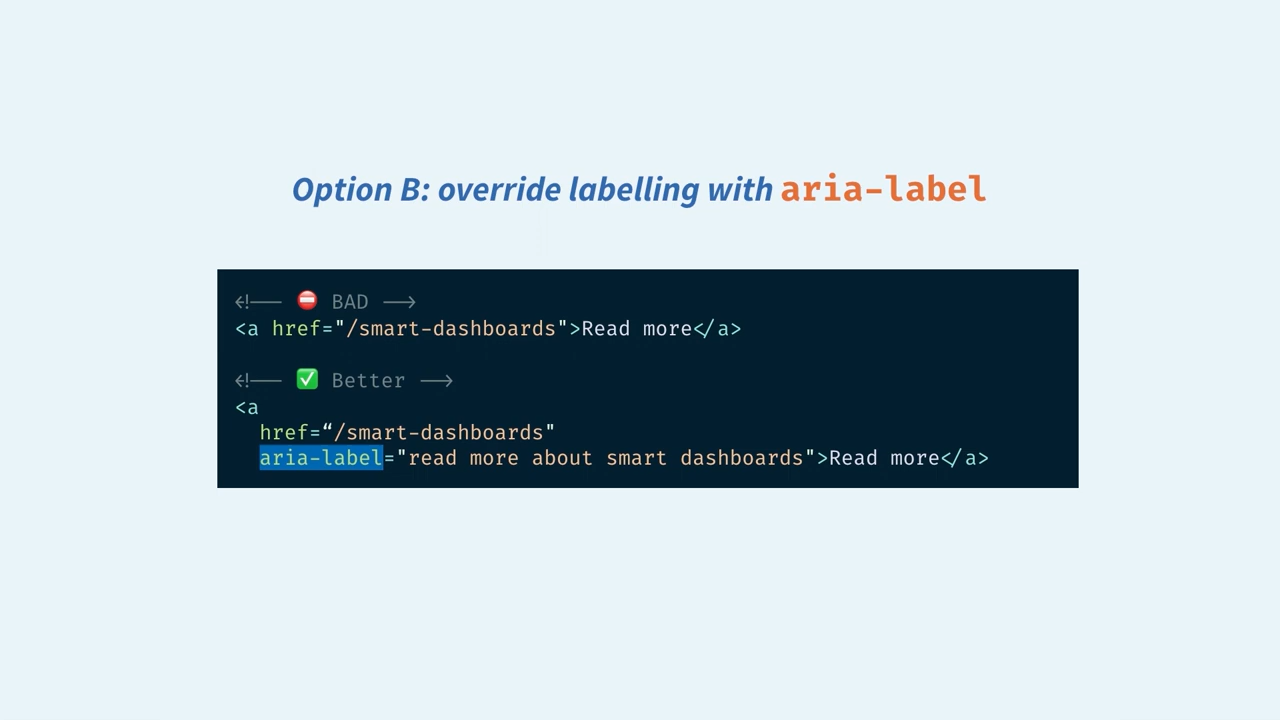 Option B: override labelling with aria-label
<!-- ⛔ BAD -->
<a href="/smart-dashboards">Read more</a>
<!-- ✅ Better -->
<a
href=“/smart-dashboards"
aria-label="read more about smart dashboards">Read more</a>